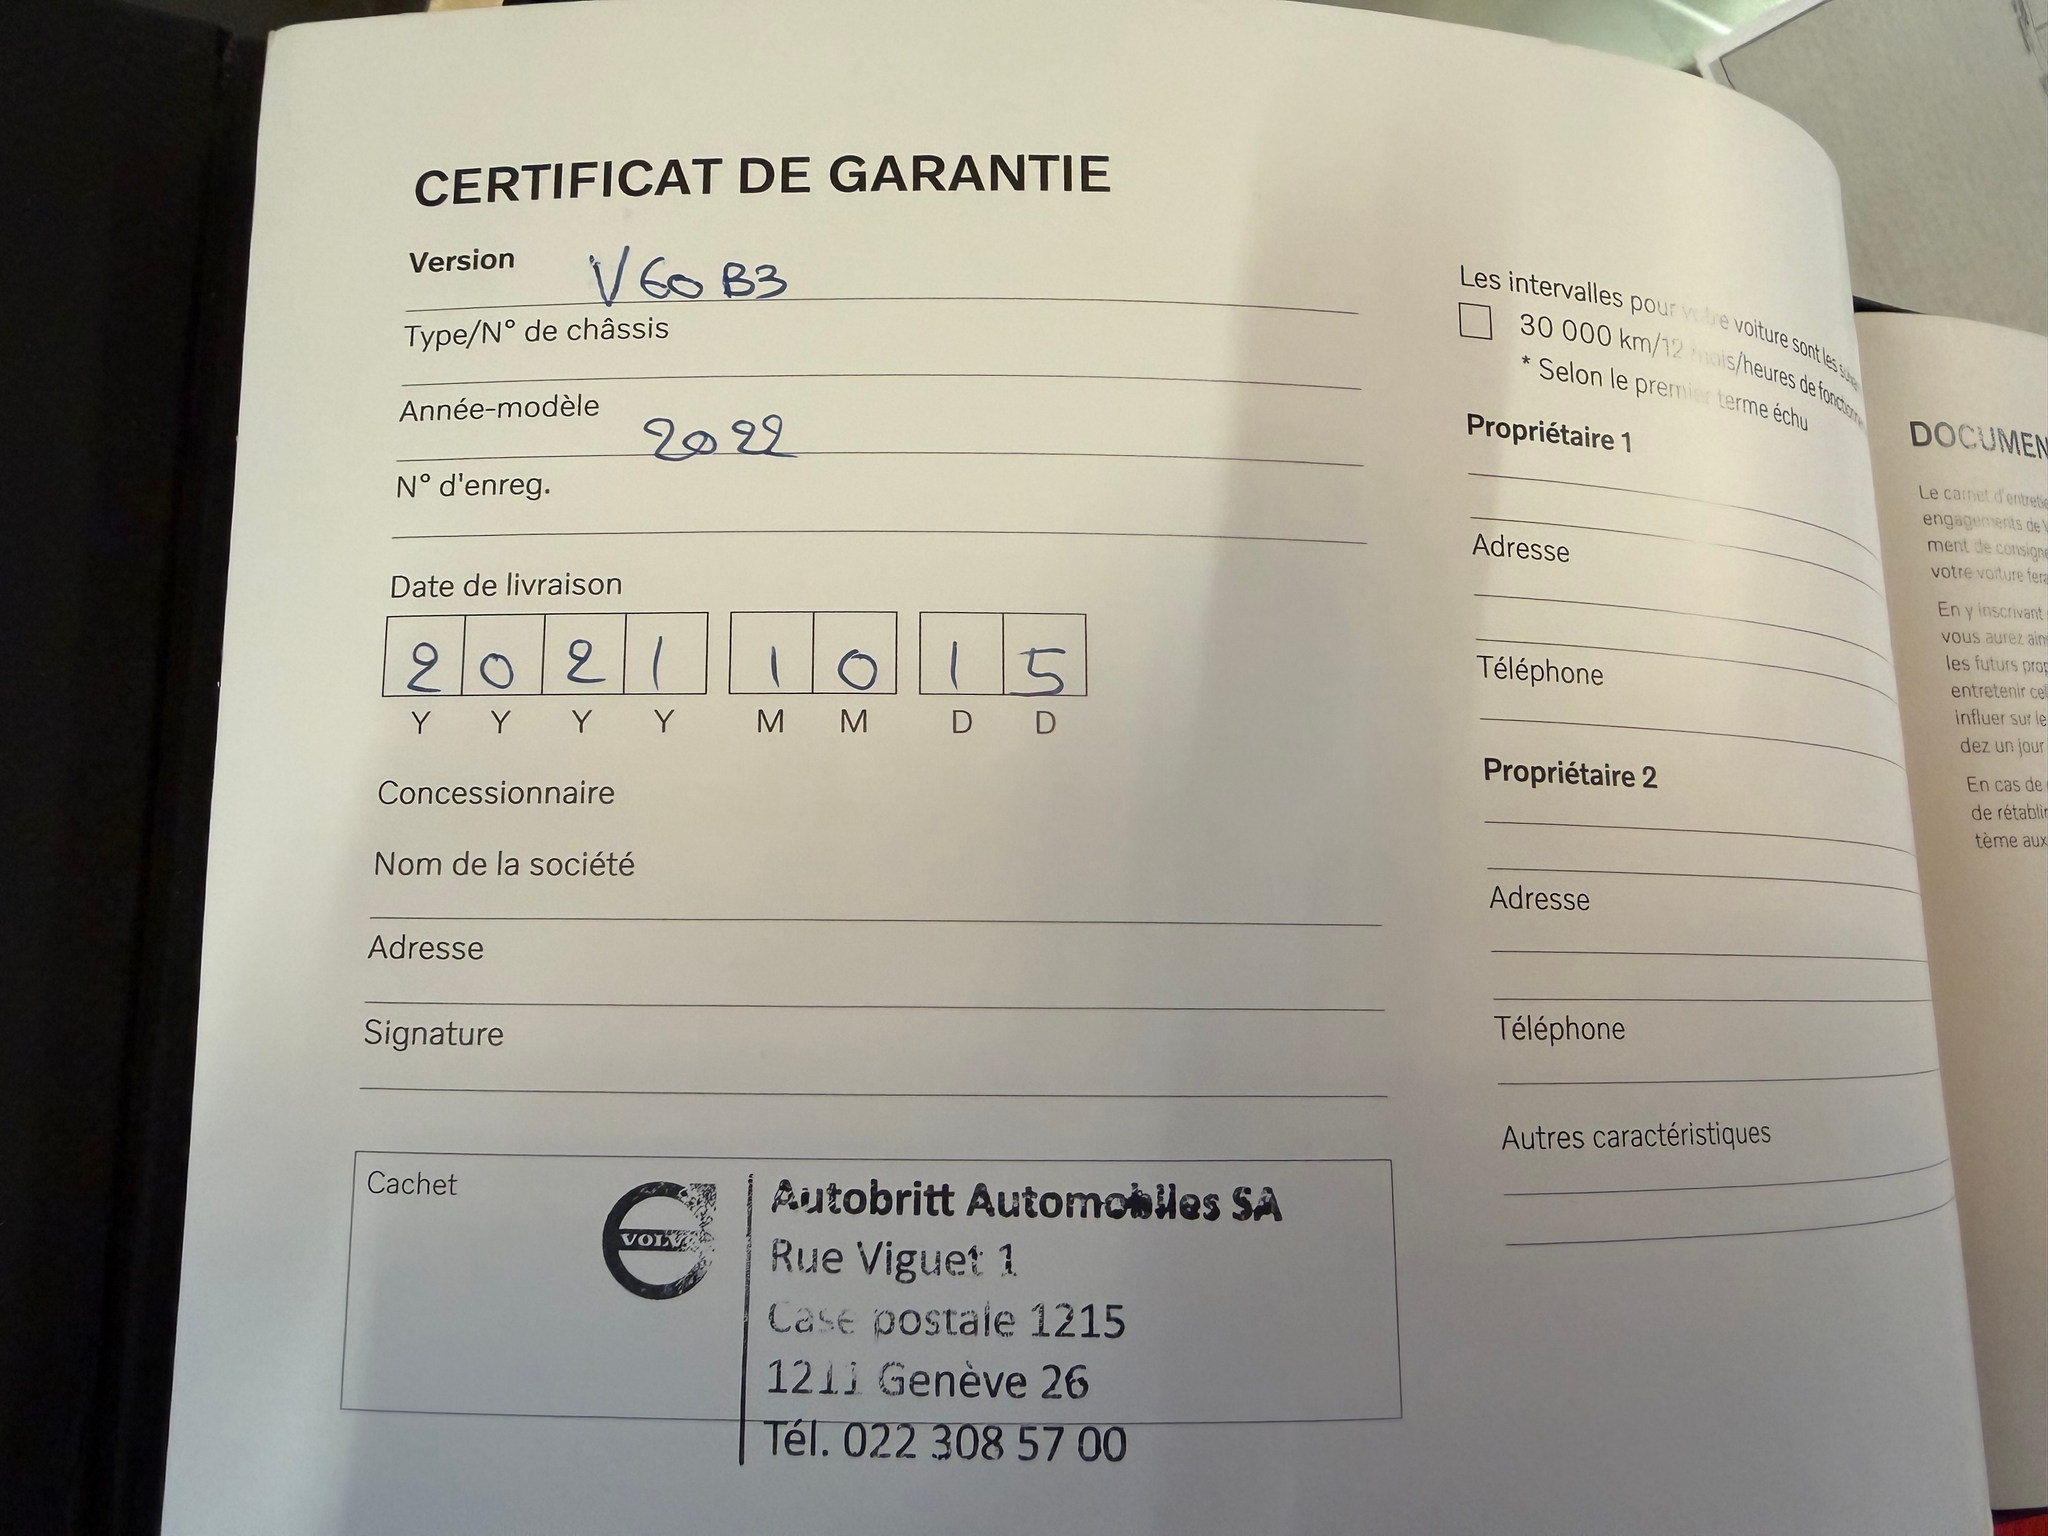 CERTIFICAT DE GARANTIE
Version V60 B3
Type/N° de châssis
Année-modèle 2022
N° d'enreg.
Date de livraison
2 0 2 1 1 0 1 5
Y Y Y Y M M D D
Concessionnaire
Nom de la société
Adresse
Signature
Cachet
VOLV
Autobritt Automobiles SA
Rue Viguet 1
Case postale 1215
1211 Genève 26
Tél. 022 308 57 00
Les intervalles pour votre voiture sont les
30 000 km/12 mois/heures de
* Selon le premier terme échu
Propriétaire 1
Adresse
Téléphone
Propriétaire 2
Adresse
Téléphone
Autres caractéristiques
DOCUMEN
Le carnet d'entretie
engagements de V
ment de consigne
votre voiture fera
En y inscrivant
vous aurez ains
les futurs prop
entretenir cel
influer sur le
dez un jour
En cas de
de rétablir
tème aux